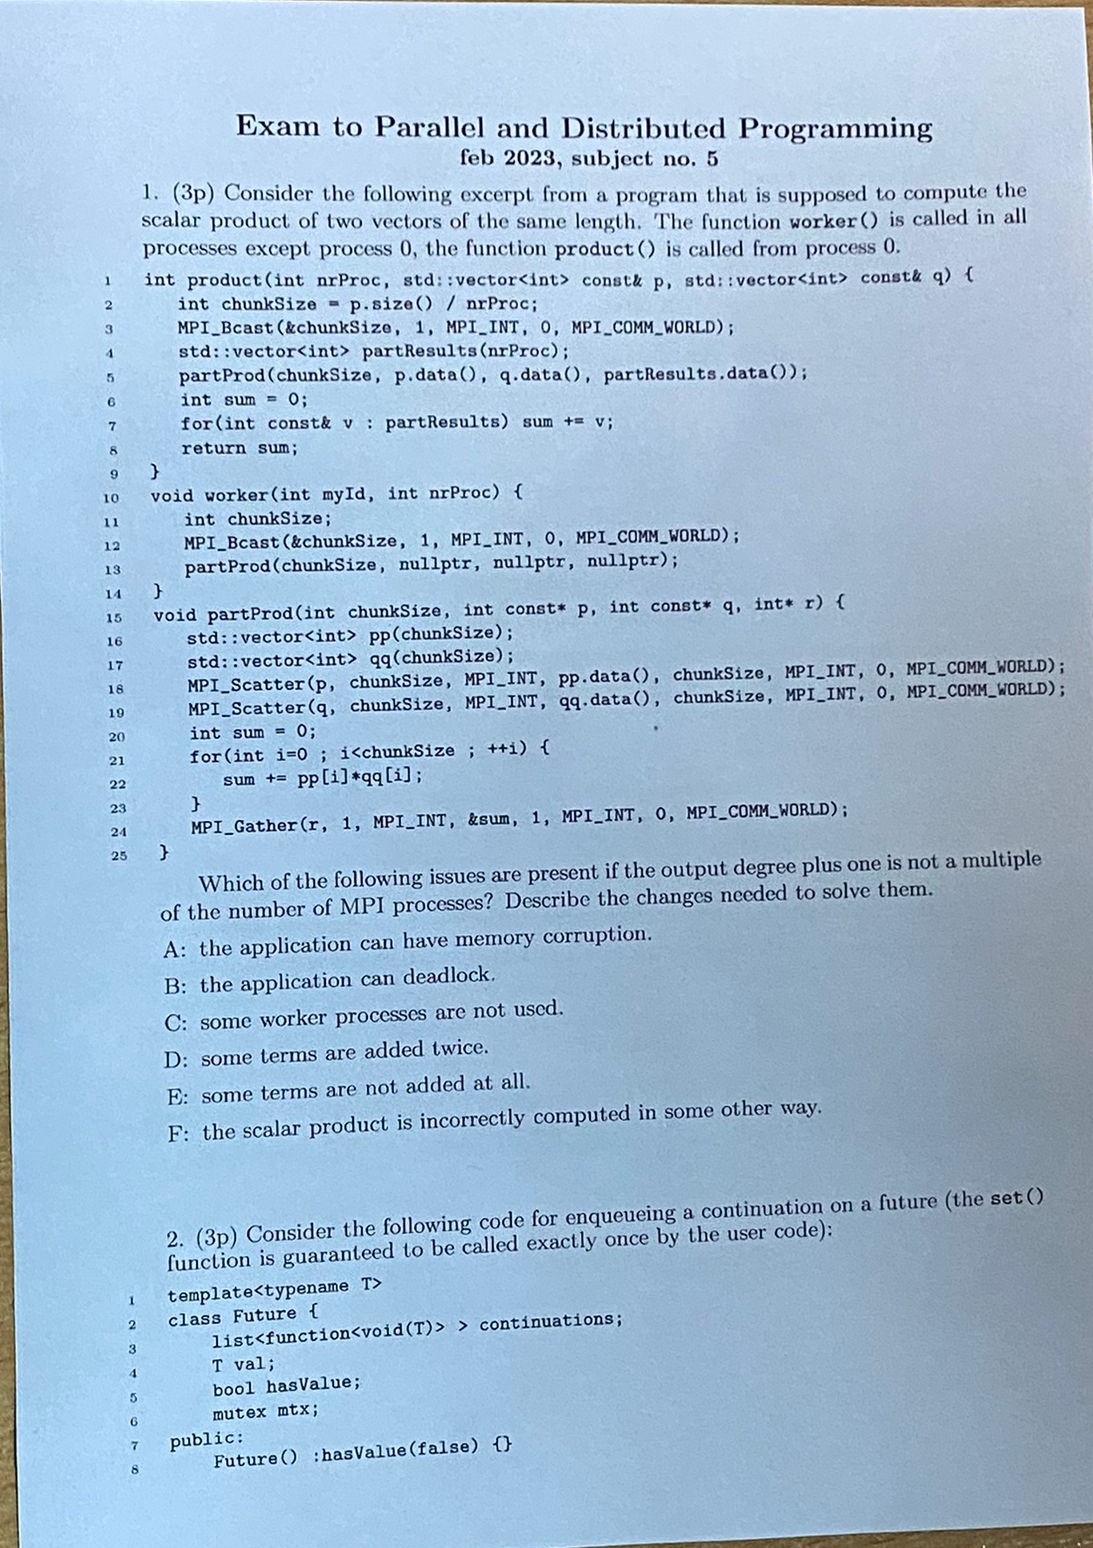 Exam to Parallel and Distributed Programming
feb 2023, subject no. 5
1. (3p) Consider the following excerpt from a program that is supposed to compute the
scalar product of two vectors of the same length. The function worker() is called in all
processes except process 0, the function product() is called from process 0.
1 int product(int nrProc, std::vector<int> const& p, std::vector<int> const& q) {
2 int chunkSize = p.size() / nrProc;
3 MPI_Bcast(&chunkSize, 1, MPI_INT, 0, MPI_COMM_WORLD);
4 std::vector<int> partResults(nrProc);
5 partProd(chunkSize, p.data(), q.data(), partResults.data());
6 int sum = 0;
7 for(int const& v : partResults) sum += v;
8 return sum;
9 }
10 void worker(int myId, int nrProc) {
11 int chunkSize;
12 MPI_Bcast(&chunkSize, 1, MPI_INT, 0, MPI_COMM_WORLD);
13 partProd(chunkSize, nullptr, nullptr, nullptr);
14 }
15 void partProd(int chunkSize, int const* p, int const* q, int* r) {
16 std::vector<int> pp(chunkSize);
17 std::vector<int> qq(chunkSize);
18 MPI_Scatter(p, chunkSize, MPI_INT, pp.data(), chunkSize, MPI_INT, 0, MPI_COMM_WORLD);
19 MPI_Scatter(q, chunkSize, MPI_INT, qq.data(), chunkSize, MPI_INT, 0, MPI_COMM_WORLD);
20 int sum = 0;
21 for(int i=0 ; i<chunkSize ; ++i) {
22 sum += pp[i]*qq[i];
23 }
24 MPI_Gather(r, 1, MPI_INT, &sum, 1, MPI_INT, 0, MPI_COMM_WORLD);
25 }
Which of the following issues are present if the output degree plus one is not a multiple
of the number of MPI processes? Describe the changes needed to solve them.
A: the application can have memory corruption.
B: the application can deadlock.
C: some worker processes are not used.
D: some terms are added twice.
E: some terms are not added at all.
F: the scalar product is incorrectly computed in some other way.
2. (3p) Consider the following code for enqueueing a continuation on a future (the set()
function is guaranteed to be called exactly once by the user code):
1 template<typename T>
2 class Future {
3 list<function<void(T)> > continuations;
4 T val;
5 bool hasValue;
6 mutex mtx;
7 public:
8 Future() :hasValue(false) {}